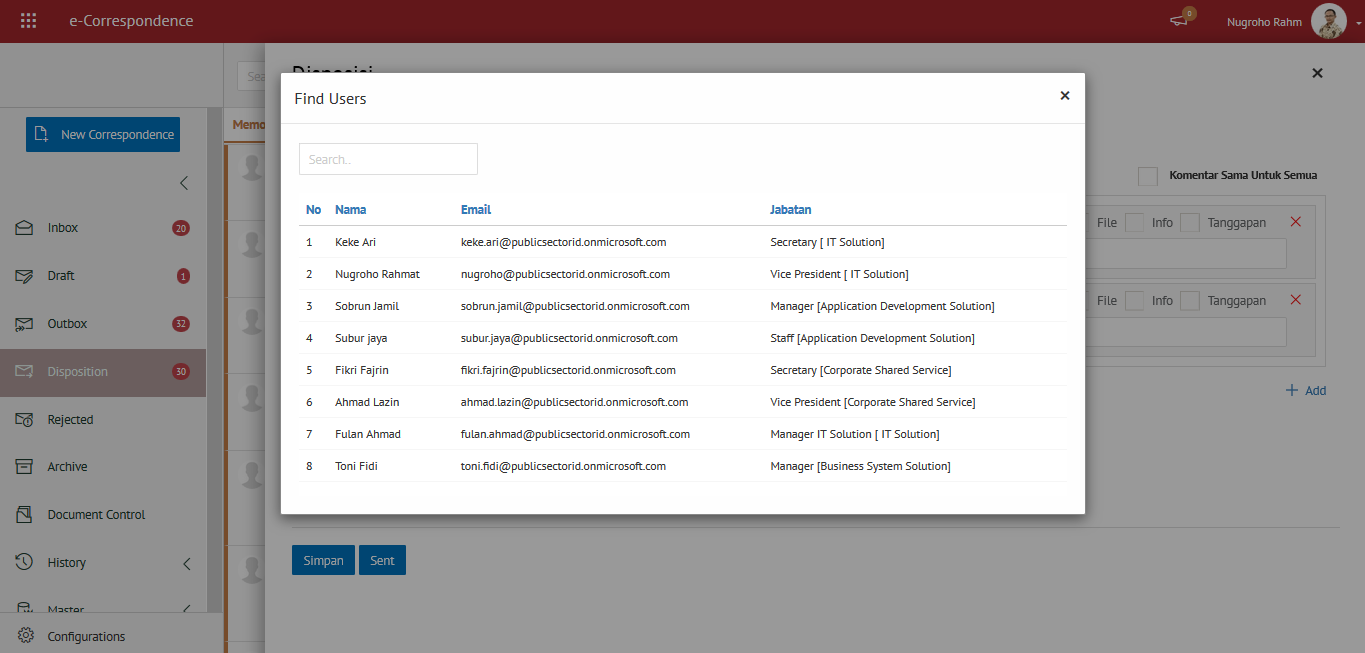 e-Correspondence
0
Nugroho Rahm
Disposisi
Sea
Find Users
×
New Correspondence
Memo
Search..
Komentar Sama Untuk Semua
No Nama Email Jabatan
1 Keke Ari keke.ari@publicsectorid.onmicrosoft.com Secretary [ IT Solution]
2 Nugroho Rahmat nugroho@publicsectorid.onmicrosoft.com Vice President [ IT Solution]
3 Sobrun Jamil sobrun.jamil@publicsectorid.onmicrosoft.com Manager [Application Development Solution]
4 Subur jaya subur.jaya@publicsectorid.onmicrosoft.com Staff [Application Development Solution]
5 Fikri Fajrin fikri.fajrin@publicsectorid.onmicrosoft.com Secretary [Corporate Shared Service]
6 Ahmad Lazin ahmad.lazin@publicsectorid.onmicrosoft.com Vice President [Corporate Shared Service]
7 Fulan Ahmad fulan.ahmad@publicsectorid.onmicrosoft.com Manager IT Solution [ IT Solution]
8 Toni Fidi toni.fidi@publicsectorid.onmicrosoft.com Manager [Business System Solution]
File Info Tanggapan
File Info Tanggapan
Add
Inbox 20
Draft 1
Outbox 32
Disposition 30
Rejected
Archive
Document Control
History
Master
Configurations
Simpan Sent